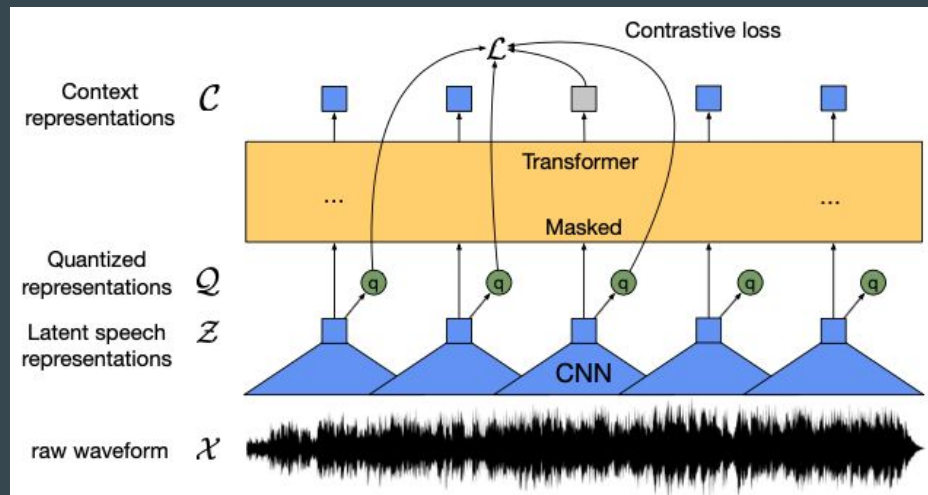 Contrastive loss
ℒ
Context
representations
𝒞
Transformer
... ...
Masked
Quantized
representations
𝒬
q q q q q
Latent speech
representations
𝒵
CNN
raw waveform
𝒳